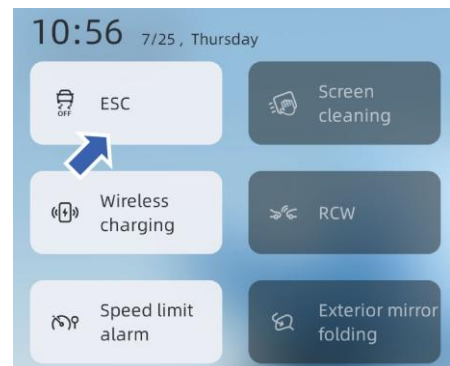 10:56 7/25, Thursday
OFF ESC
Screen
cleaning
Wireless
charging
RCW
Speed limit
alarm
Exterior mirror
folding